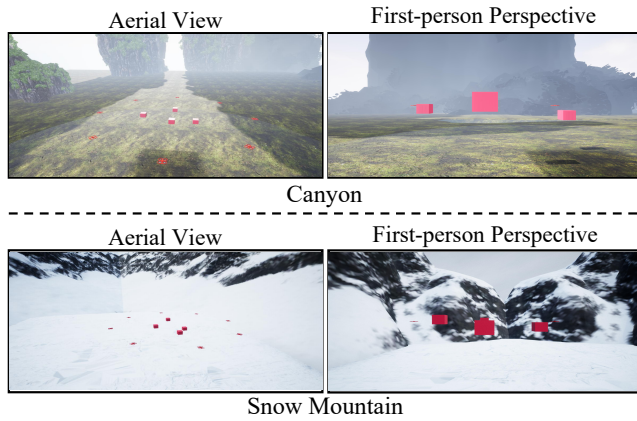 Aerial View
First-person Perspective
Canyon
Aerial View
First-person Perspective
Snow Mountain